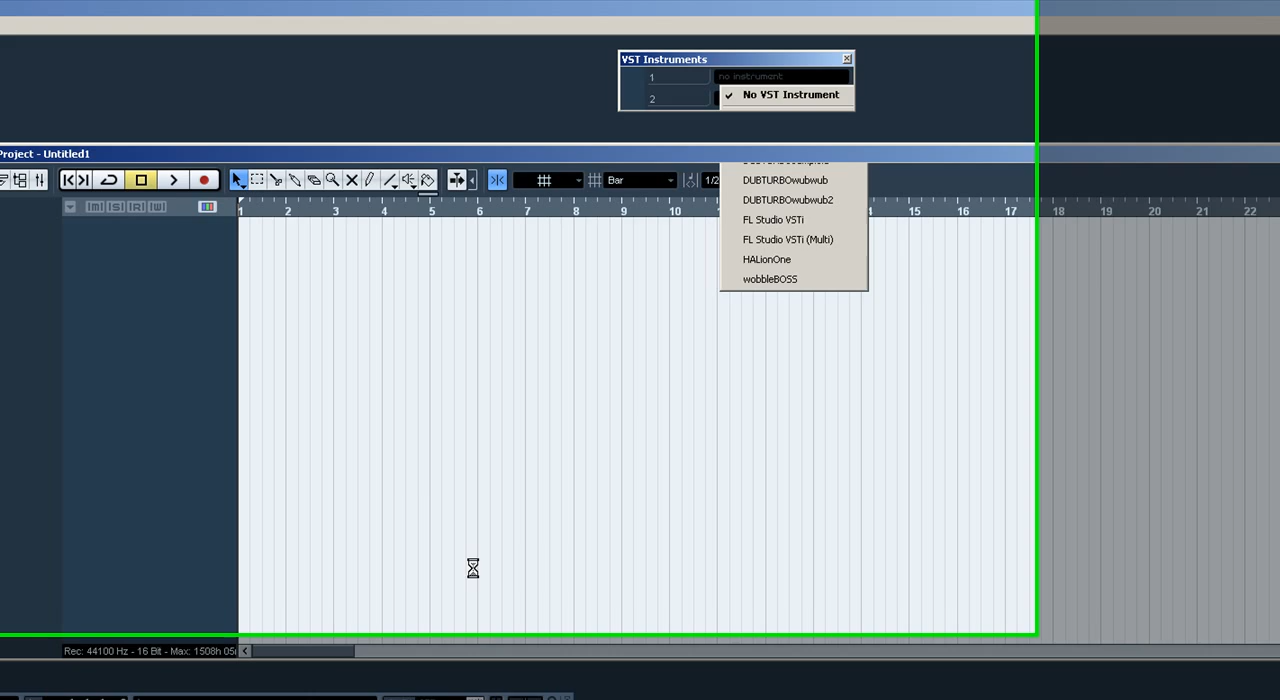 VST Instruments
1 no instrument
2
No VST Instrument
Project - Untitled1
Bar
1/2
DUBTURBOwubwub
DUBTURBOwubwub2
FL Studio VSTi
FL Studio VSTi (Multi)
HALionOne
wobbleBOSS
1 2 3 4 5 6 7 8 9 10 15 16 17 18 19 20 21 22
Rec: 44100 Hz - 16 Bit - Max: 1508h